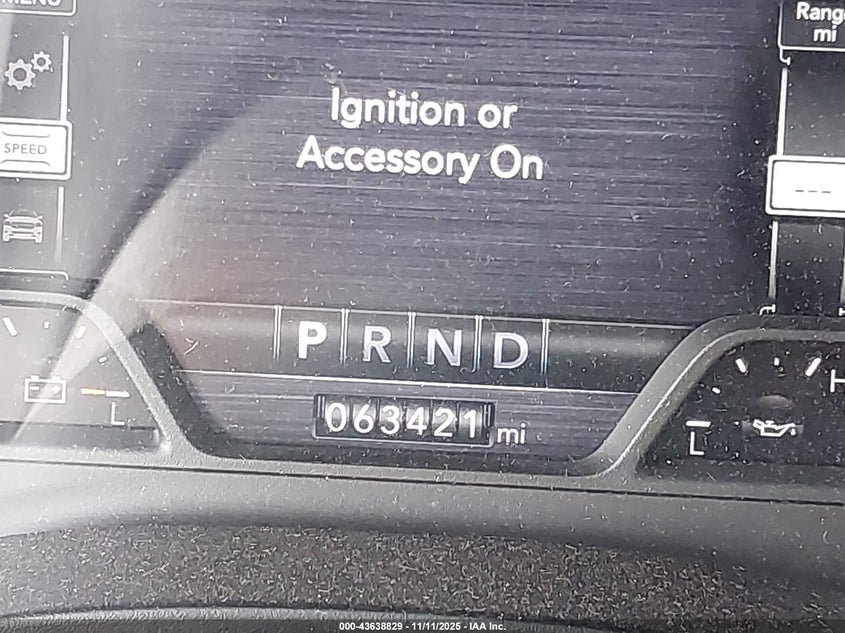 MENU
Range
mi
Ignition or
Accessory On
SPEED
---
P R N D
063421 mi
L
H
L
000-43638829 - 11/11/2025 - IAA Inc.